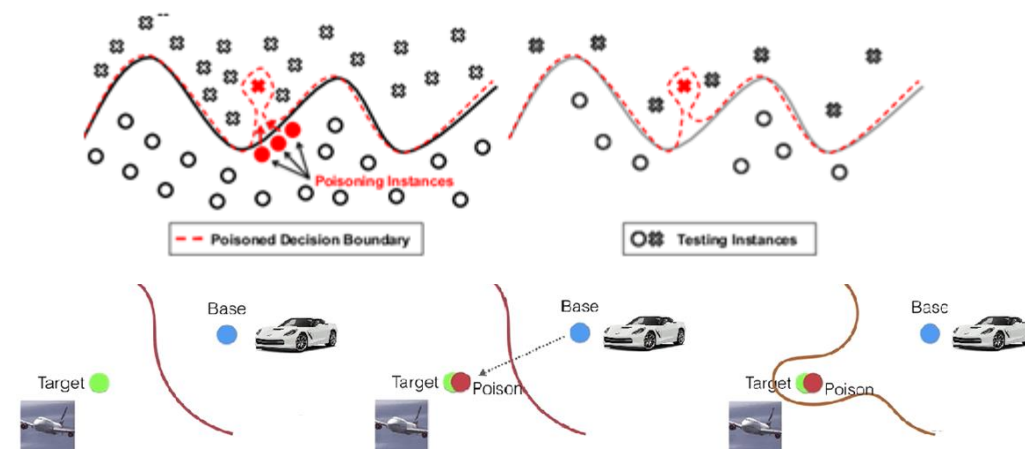 Poisoning Instances
Poisoned Decision Boundary
Testing Instances
Base
Target
Base
Target
Poison
Base
Target
Poison